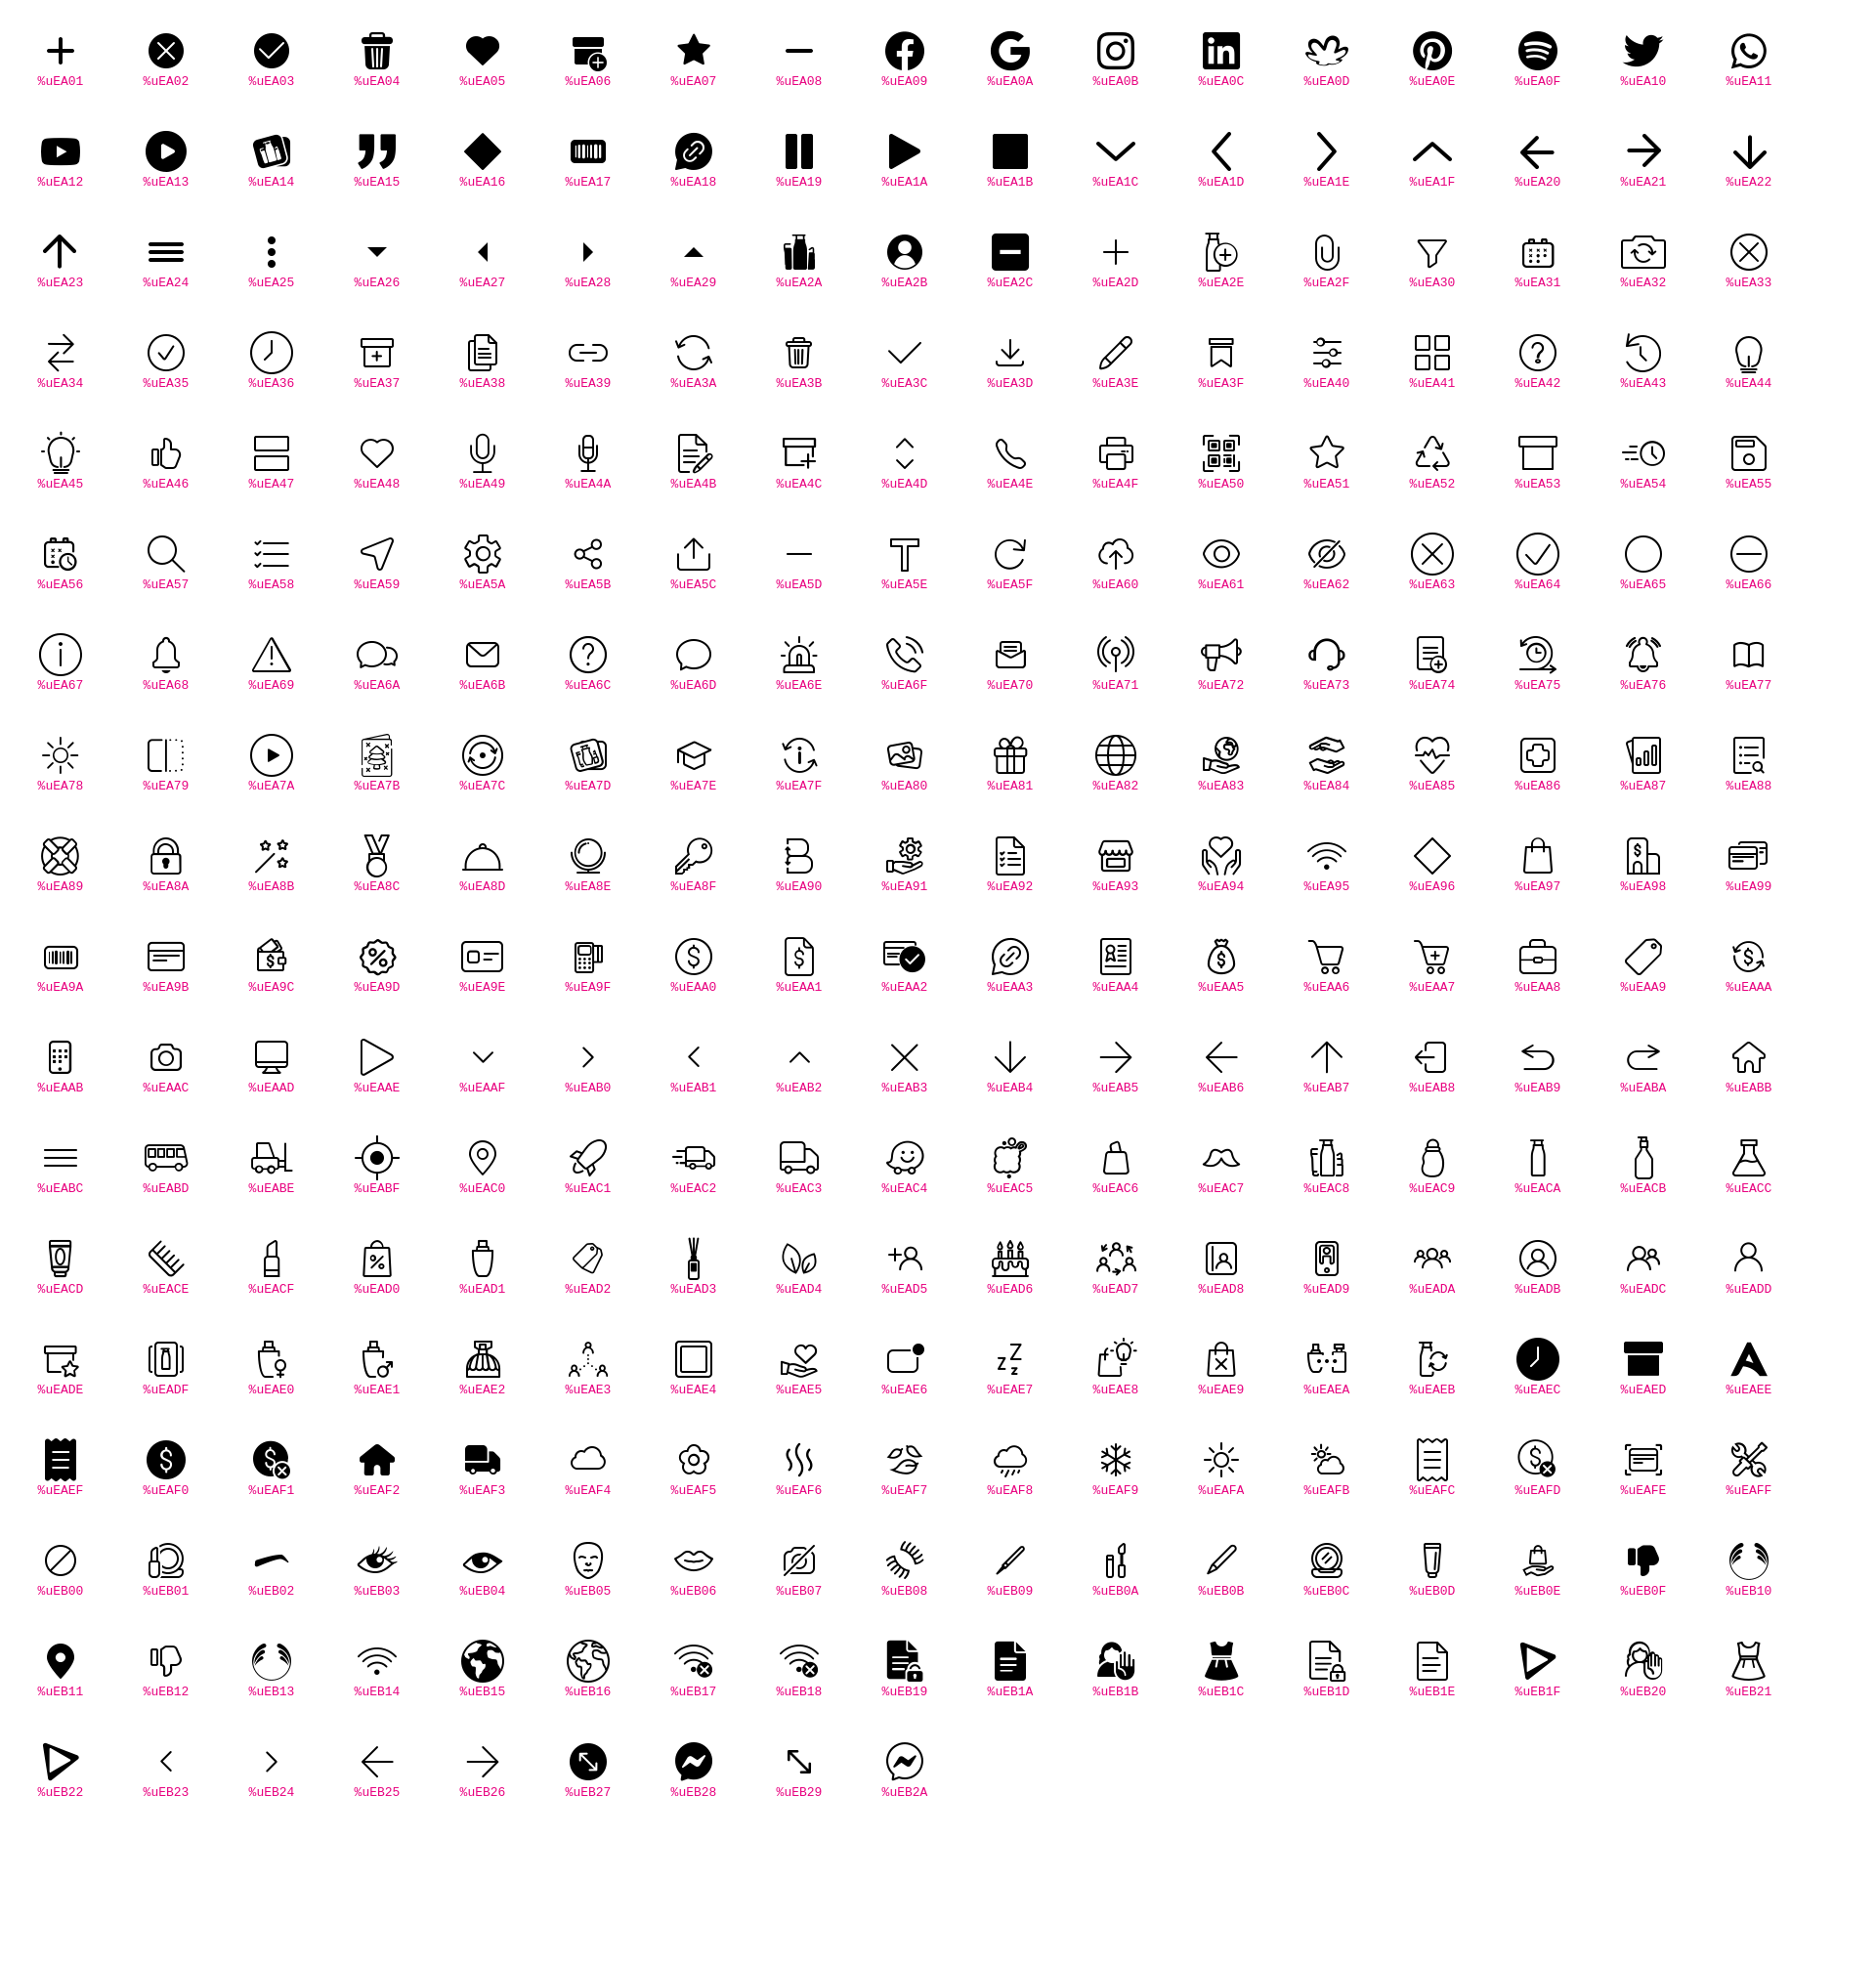 %uEA01 %uEA02 %uEA03 %uEA04 %uEA05 %uEA06 %uEA07 %uEA08 %uEA09 %uEA0A %uEA0B %uEA0C %uEA0D %uEA0E %uEA0F %uEA10 %uEA11
%uEA12 %uEA13 %uEA14 %uEA15 %uEA16 %uEA17 %uEA18 %uEA19 %uEA1A %uEA1B %uEA1C %uEA1D %uEA1E %uEA1F %uEA20 %uEA21 %uEA22
%uEA23 %uEA24 %uEA25 %uEA26 %uEA27 %uEA28 %uEA29 %uEA2A %uEA2B %uEA2C %uEA2D %uEA2E %uEA2F %uEA30 %uEA31 %uEA32 %uEA33
%uEA34 %uEA35 %uEA36 %uEA37 %uEA38 %uEA39 %uEA3A %uEA3B %uEA3C %uEA3D %uEA3E %uEA3F %uEA40 %uEA41 %uEA42 %uEA43 %uEA44
%uEA45 %uEA46 %uEA47 %uEA48 %uEA49 %uEA4A %uEA4B %uEA4C %uEA4D %uEA4E %uEA4F %uEA50 %uEA51 %uEA52 %uEA53 %uEA54 %uEA55
%uEA56 %uEA57 %uEA58 %uEA59 %uEA5A %uEA5B %uEA5C %uEA5D %uEA5E %uEA5F %uEA60 %uEA61 %uEA62 %uEA63 %uEA64 %uEA65 %uEA66
%uEA67 %uEA68 %uEA69 %uEA6A %uEA6B %uEA6C %uEA6D %uEA6E %uEA6F %uEA70 %uEA71 %uEA72 %uEA73 %uEA74 %uEA75 %uEA76 %uEA77
%uEA78 %uEA79 %uEA7A %uEA7B %uEA7C %uEA7D %uEA7E %uEA7F %uEA80 %uEA81 %uEA82 %uEA83 %uEA84 %uEA85 %uEA86 %uEA87 %uEA88
%uEA89 %uEA8A %uEA8B %uEA8C %uEA8D %uEA8E %uEA8F %uEA90 %uEA91 %uEA92 %uEA93 %uEA94 %uEA95 %uEA96 %uEA97 %uEA98 %uEA99
%uEA9A %uEA9B %uEA9C %uEA9D %uEA9E %uEA9F %uEAA0 %uEAA1 %uEAA2 %uEAA3 %uEAA4 %uEAA5 %uEAA6 %uEAA7 %uEAA8 %uEAA9 %uEAAA
%uEAAB %uEAAC %uEAAD %uEAAE %uEAAF %uEAB0 %uEAB1 %uEAB2 %uEAB3 %uEAB4 %uEAB5 %uEAB6 %uEAB7 %uEAB8 %uEAB9 %uEABA %uEABB
%uEABC %uEABD %uEABE %uEABF %uEAC0 %uEAC1 %uEAC2 %uEAC3 %uEAC4 %uEAC5 %uEAC6 %uEAC7 %uEAC8 %uEAC9 %uEACA %uEACB %uEACC
%uEACD %uEACE %uEACF %uEAD0 %uEAD1 %uEAD2 %uEAD3 %uEAD4 %uEAD5 %uEAD6 %uEAD7 %uEAD8 %uEAD9 %uEADA %uEADB %uEADC %uEADD
%uEADE %uEADF %uEAE0 %uEAE1 %uEAE2 %uEAE3 %uEAE4 %uEAE5 %uEAE6 %uEAE7 %uEAE8 %uEAE9 %uEAEA %uEAEB %uEAEC %uEAED %uEAEE
%uEAEF %uEAF0 %uEAF1 %uEAF2 %uEAF3 %uEAF4 %uEAF5 %uEAF6 %uEAF7 %uEAF8 %uEAF9 %uEAFA %uEAFB %uEAFC %uEAFD %uEAFE %uEAFF
%uEB00 %uEB01 %uEB02 %uEB03 %uEB04 %uEB05 %uEB06 %uEB07 %uEB08 %uEB09 %uEB0A %uEB0B %uEB0C %uEB0D %uEB0E %uEB0F %uEB10
%uEB11 %uEB12 %uEB13 %uEB14 %uEB15 %uEB16 %uEB17 %uEB18 %uEB19 %uEB1A %uEB1B %uEB1C %uEB1D %uEB1E %uEB1F %uEB20 %uEB21
%uEB22 %uEB23 %uEB24 %uEB25 %uEB26 %uEB27 %uEB28 %uEB29 %uEB2A